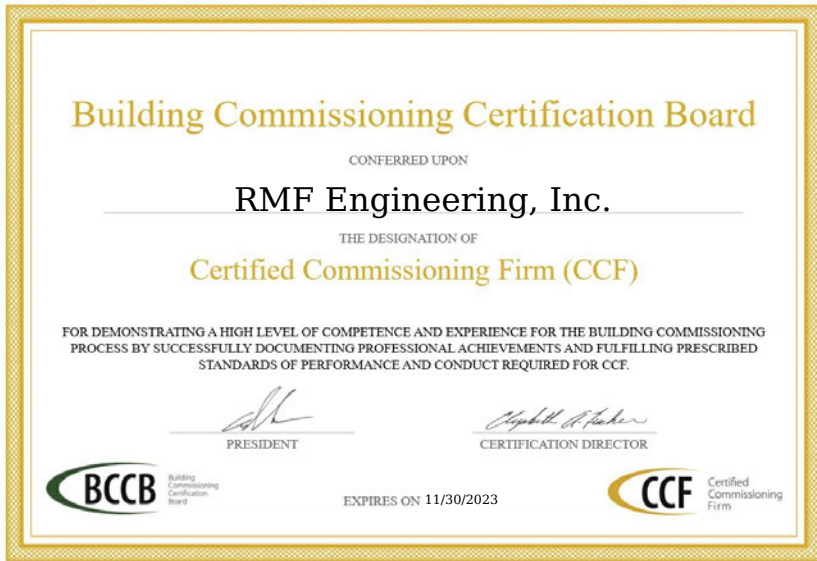 Building Commissioning Certification Board
CONFERRED UPON
RMF Engineering, Inc.
THE DESIGNATION OF
Certified Commissioning Firm (CCF)
FOR DEMONSTRATING A HIGH LEVEL OF COMPETENCE AND EXPERIENCE FOR THE BUILDING COMMISSIONING
PROCESS BY SUCCESSFULLY DOCUMENTING PROFESSIONAL ACHIEVEMENTS AND FULFILLING PRESCRIBED
STANDARDS OF PERFORMANCE AND CONDUCT REQUIRED FOR CCF.
PRESIDENT
CERTIFICATION DIRECTOR
BCCB
Building
Commissioning
Certification
Board
EXPIRES ON 11/30/2023
CCF
Certified
Commissioning
Firm